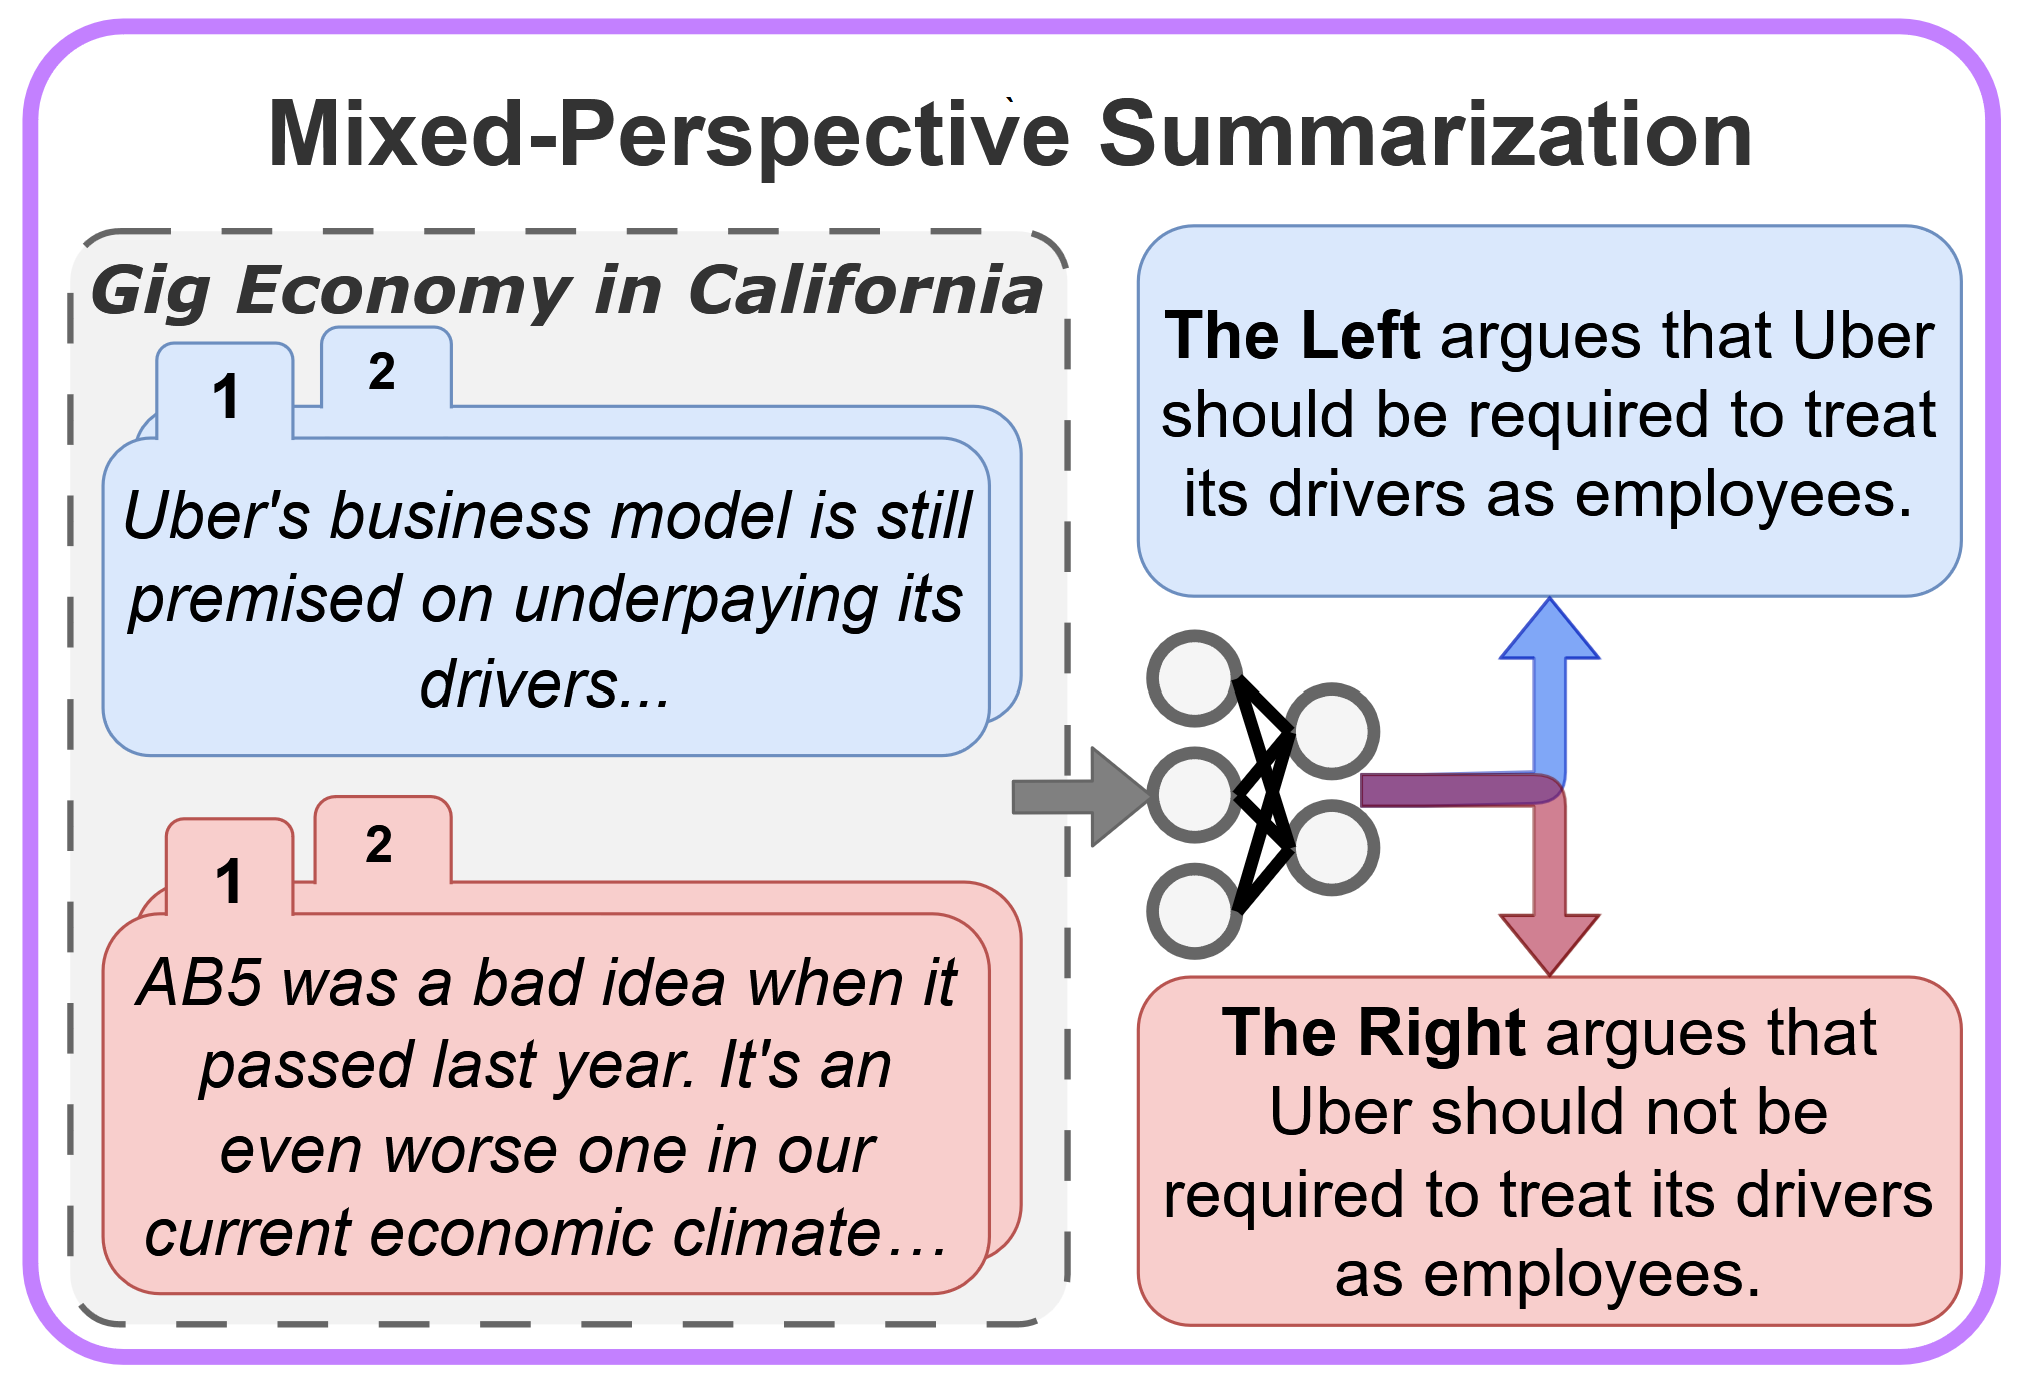 Mixed-Perspective Summarization
Gig Economy in California
1
2
Uber's business model is still
premised on underpaying its
drivers...
1
2
AB5 was a bad idea when it
passed last year. It's an
even worse one in our
current economic climate…
The Left argues that Uber
should be required to treat
its drivers as employees.
The Right argues that
Uber should not be
required to treat its drivers
as employees.